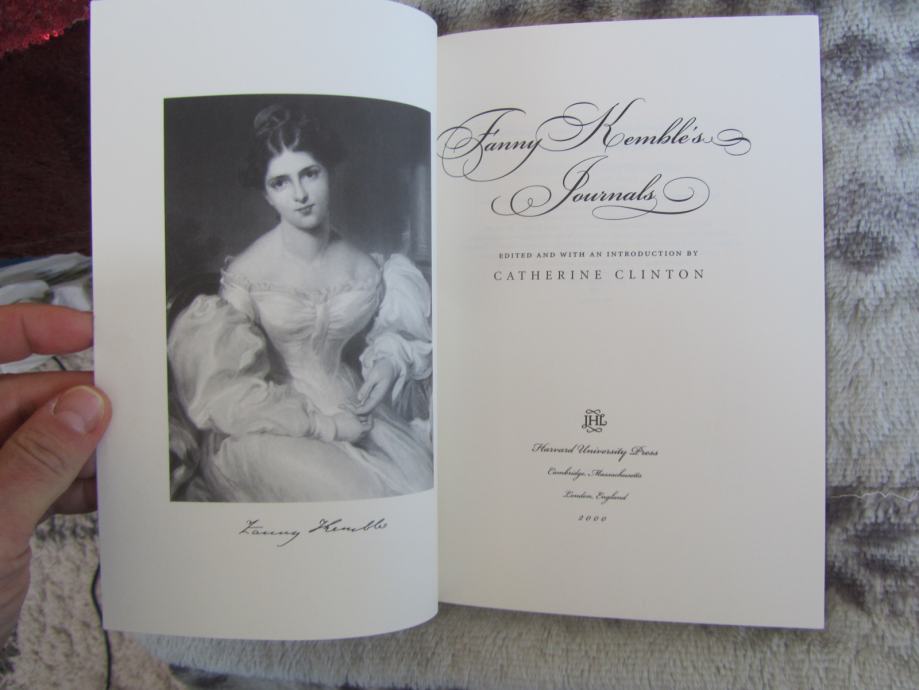 Fanny Kemble
Fanny Kemble's
Journals
EDITED AND WITH AN INTRODUCTION BY
CATHERINE CLINTON
JHL
Harvard University Press
Cambridge, Massachusetts
London, England
2000